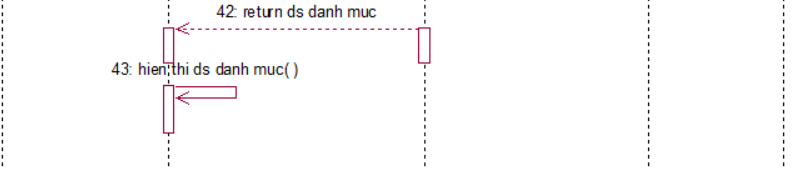 42: return ds danh muc
43: hien thi ds danh muc( )